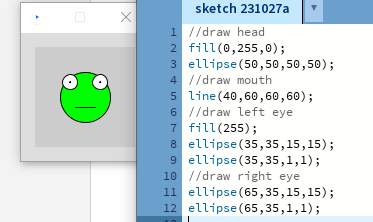 sketch 231027a
1 //draw head
2 fill(0,255,0);
3 ellipse(50,50,50,50);
4 //draw mouth
5 line(40,60,60,60);
6 //draw left eye
7 fill(255);
8 ellipse(35,35,15,15);
9 ellipse(35,35,1,1);
10 //draw right eye
11 ellipse(65,35,15,15);
12 ellipse(65,35,1,1);